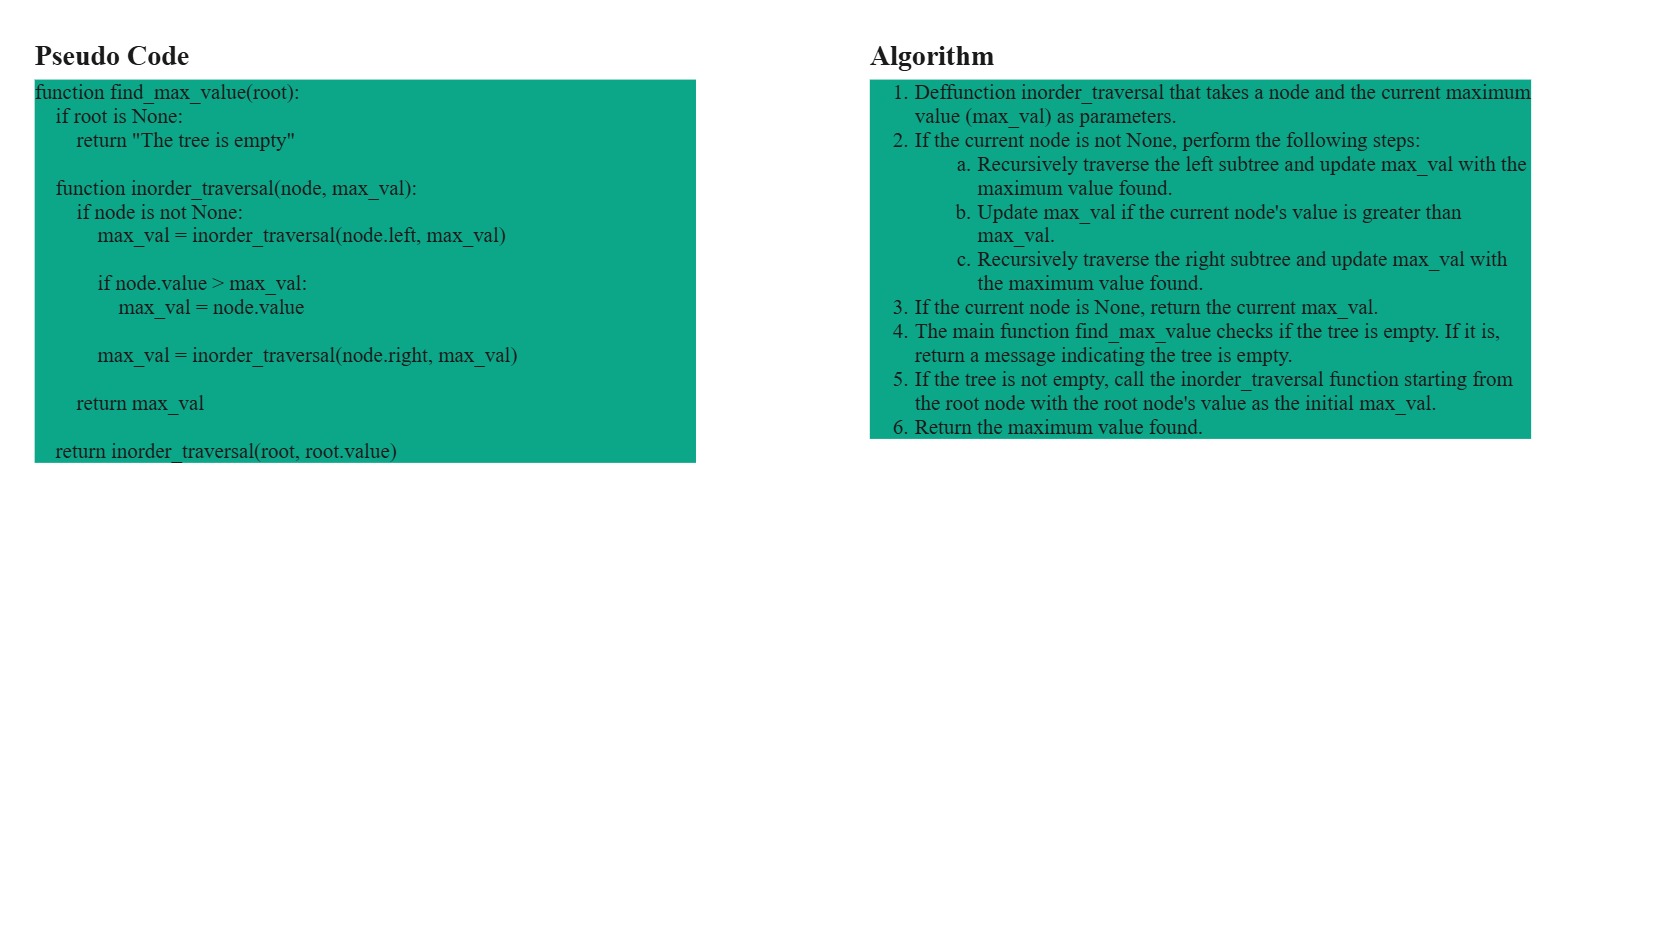 Pseudo Code
function find_max_value(root):
if root is None:
return "The tree is empty"
function inorder_traversal(node, max_val):
if node is not None:
max_val = inorder_traversal(node.left, max_val)
if node.value > max_val:
max_val = node.value
max_val = inorder_traversal(node.right, max_val)
return max_val
return inorder_traversal(root, root.value)
Algorithm
1. Deffunction inorder_traversal that takes a node and the current maximum
value (max_val) as parameters.
2. If the current node is not None, perform the following steps:
a. Recursively traverse the left subtree and update max_val with the
maximum value found.
b. Update max_val if the current node's value is greater than
max_val.
c. Recursively traverse the right subtree and update max_val with
the maximum value found.
3. If the current node is None, return the current max_val.
4. The main function find_max_value checks if the tree is empty. If it is,
return a message indicating the tree is empty.
5. If the tree is not empty, call the inorder_traversal function starting from
the root node with the root node's value as the initial max_val.
6. Return the maximum value found.